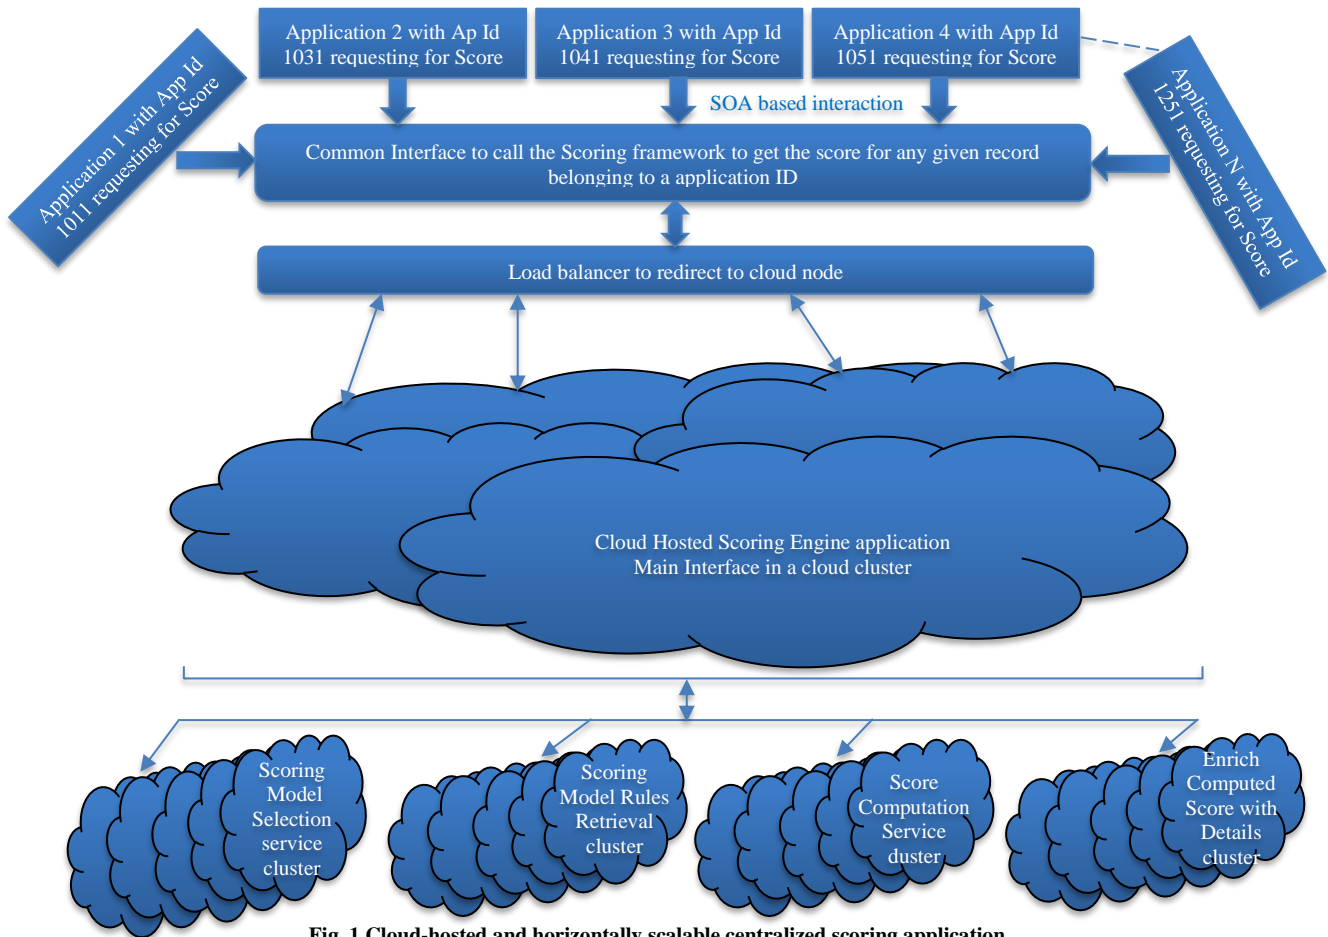 Application 2 with Ap Id
1031 requesting for Score
Application 3 with App Id
1041 requesting for Score
Application 4 with App Id
1051 requesting for Score
Application 1 with App Id
1011 requesting for Score
Application N with App Id
1251 requesting for Score
SOA based interaction
Common Interface to call the Scoring framework to get the score for any given record
belonging to a application ID
Load balancer to redirect to cloud node
Cloud Hosted Scoring Engine application
Main Interface in a cloud cluster
Scoring
Model
Selection
service
cluster
Scoring
Model Rules
Retrieval
cluster
Score
Computation
Service
duster
Enrich
Computed
Score with
Details
cluster
Fig. 1 Cloud-hosted and horizontally scalable centralized scoring application